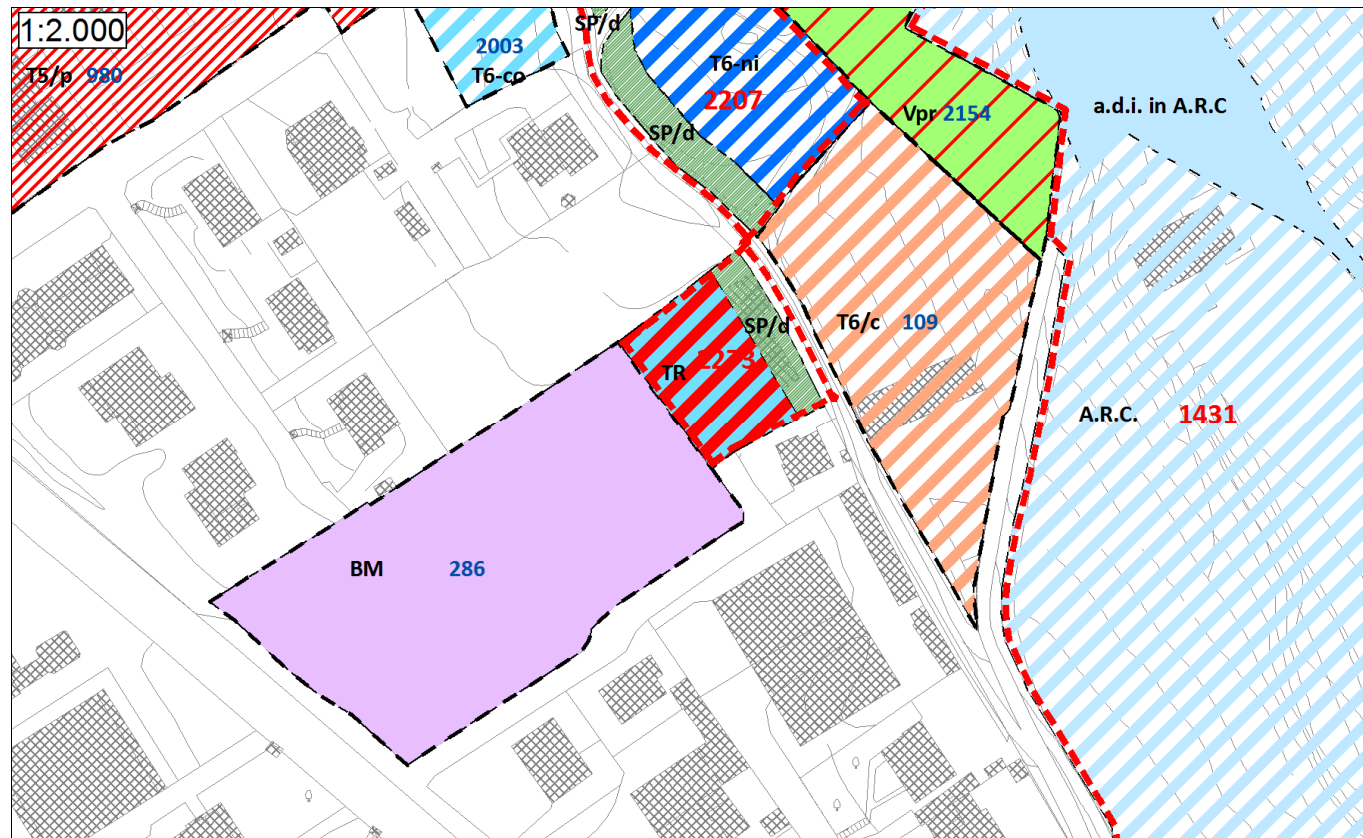 1:2.000
SP/d
2003
T6-co
T5/p 980
T6-ni
2207
Vpr 2154
a.d.i. in A.R.C
SP/d
SP/d
T6/c 109
TR 2273
A.R.C. 1431
BM 286